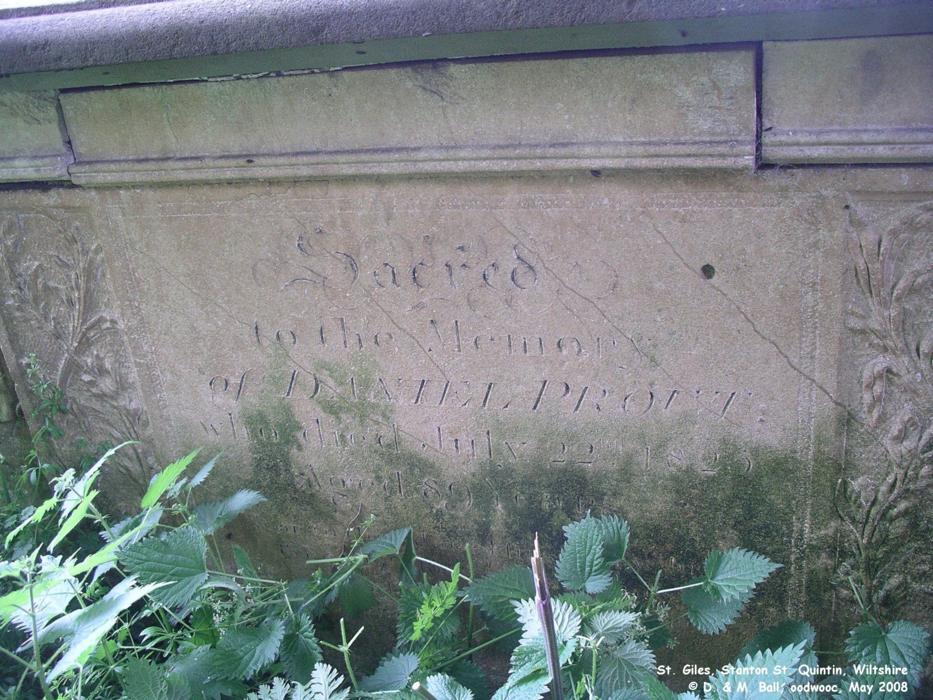 Sacred
to the Memory
of DANIEL PROUT
who died July 22nd 1825
Aged 89 Years
St. Giles, Stanton St. Quintin, Wiltshire
© D. & M. Ball, oodwooc, May 2008